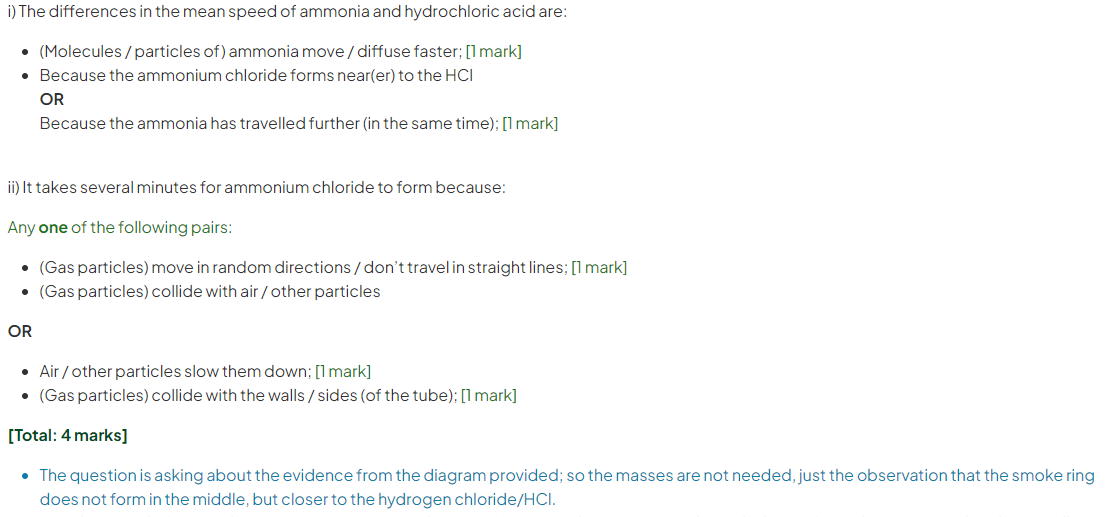 i) The differences in the mean speed of ammonia and hydrochloric acid are:
• (Molecules / particles of) ammonia move / diffuse faster; [1 mark]
• Because the ammonium chloride forms near(er) to the HCl
OR
Because the ammonia has travelled further (in the same time); [1 mark]
ii) It takes several minutes for ammonium chloride to form because:
Any one of the following pairs:
• (Gas particles) move in random directions / don't travel in straight lines; [1 mark]
• (Gas particles) collide with air / other particles
OR
• Air / other particles slow them down; [1 mark]
• (Gas particles) collide with the walls / sides (of the tube); [1 mark]
[Total: 4 marks]
• The question is asking about the evidence from the diagram provided; so the masses are not needed, just the observation that the smoke ring
does not form in the middle, but closer to the hydrogen chloride/HCl.